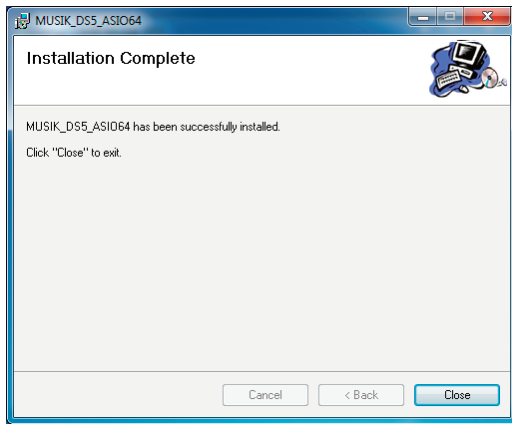 MUSIK_DS5_ASIO64
Installation Complete
MUSIK_DS5_ASIO64 has been successfully installed.
Click "Close" to exit.
Cancel
< Back
Close